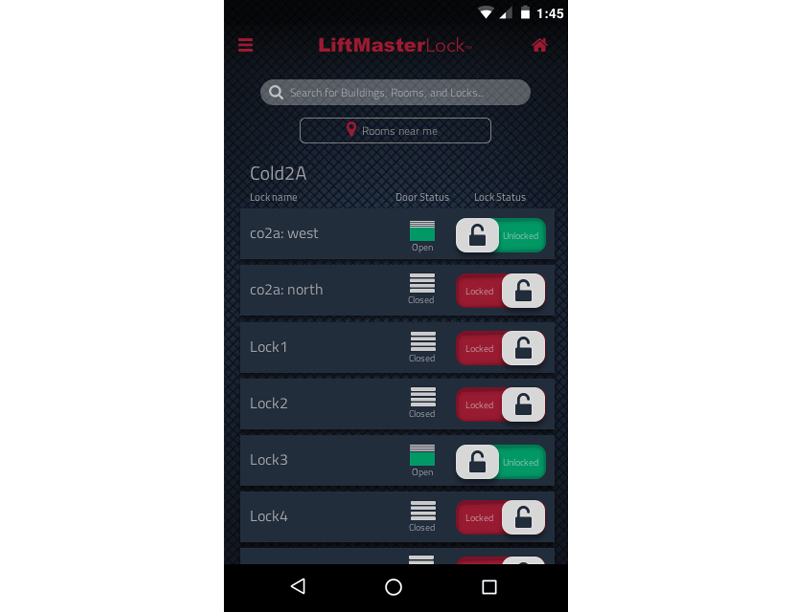 1:45
LiftMasterLock™
Search for Buildings, Rooms, and Locks...
Rooms near me
Cold2A
Lock name Door Status Lock Status
co2a: west Open Unlocked
co2a: north Closed Locked
Lock1 Closed Locked
Lock2 Closed Locked
Lock3 Open Unlocked
Lock4 Closed Locked